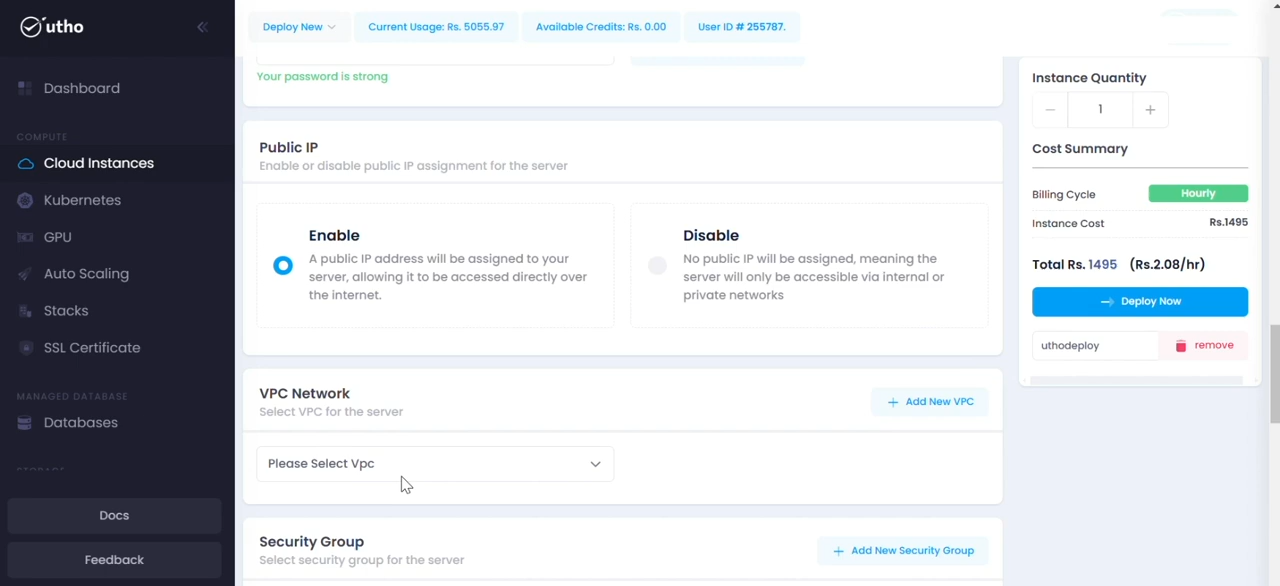 utho
Dashboard
COMPUTE
Cloud Instances
Kubernetes
GPU
Auto Scaling
Stacks
SSL Certificate
MANAGED DATABASE
Databases
Docs
Feedback
Deploy New
Current Usage: Rs. 5055.97
Available Credits: Rs. 0.00
User ID # 255787.
Your password is strong
Public IP
Enable or disable public IP assignment for the server
Enable
A public IP address will be assigned to your
server, allowing it to be accessed directly over
the internet.
Disable
No public IP will be assigned, meaning the
server will only be accessible via internal or
private networks
VPC Network
Select VPC for the server
+ Add New VPC
Please Select Vpc
Security Group
Select security group for the server
+ Add New Security Group
Instance Quantity
− 1 +
Cost Summary
Billing Cycle Hourly
Instance Cost Rs.1495
Total Rs. 1495 (Rs.2.08/hr)
Deploy Now
uthodeploy remove